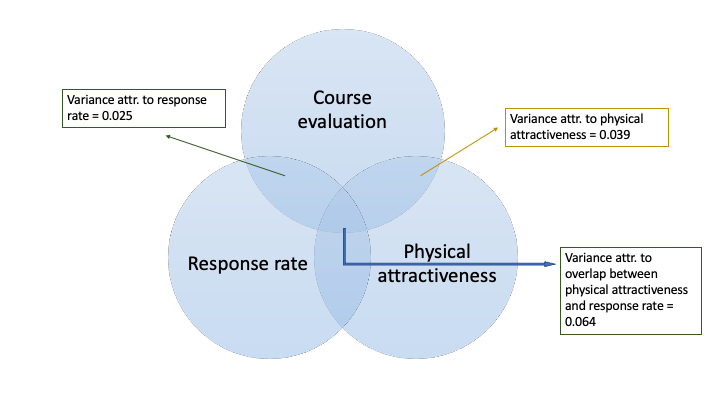 Course
evaluation
Variance attr. to response
rate = 0.025
Variance attr. to physical
attractiveness = 0.039
Response rate
Physical
attractiveness
Variance attr. to
overlap between
physical attractiveness
and response rate =
0.064